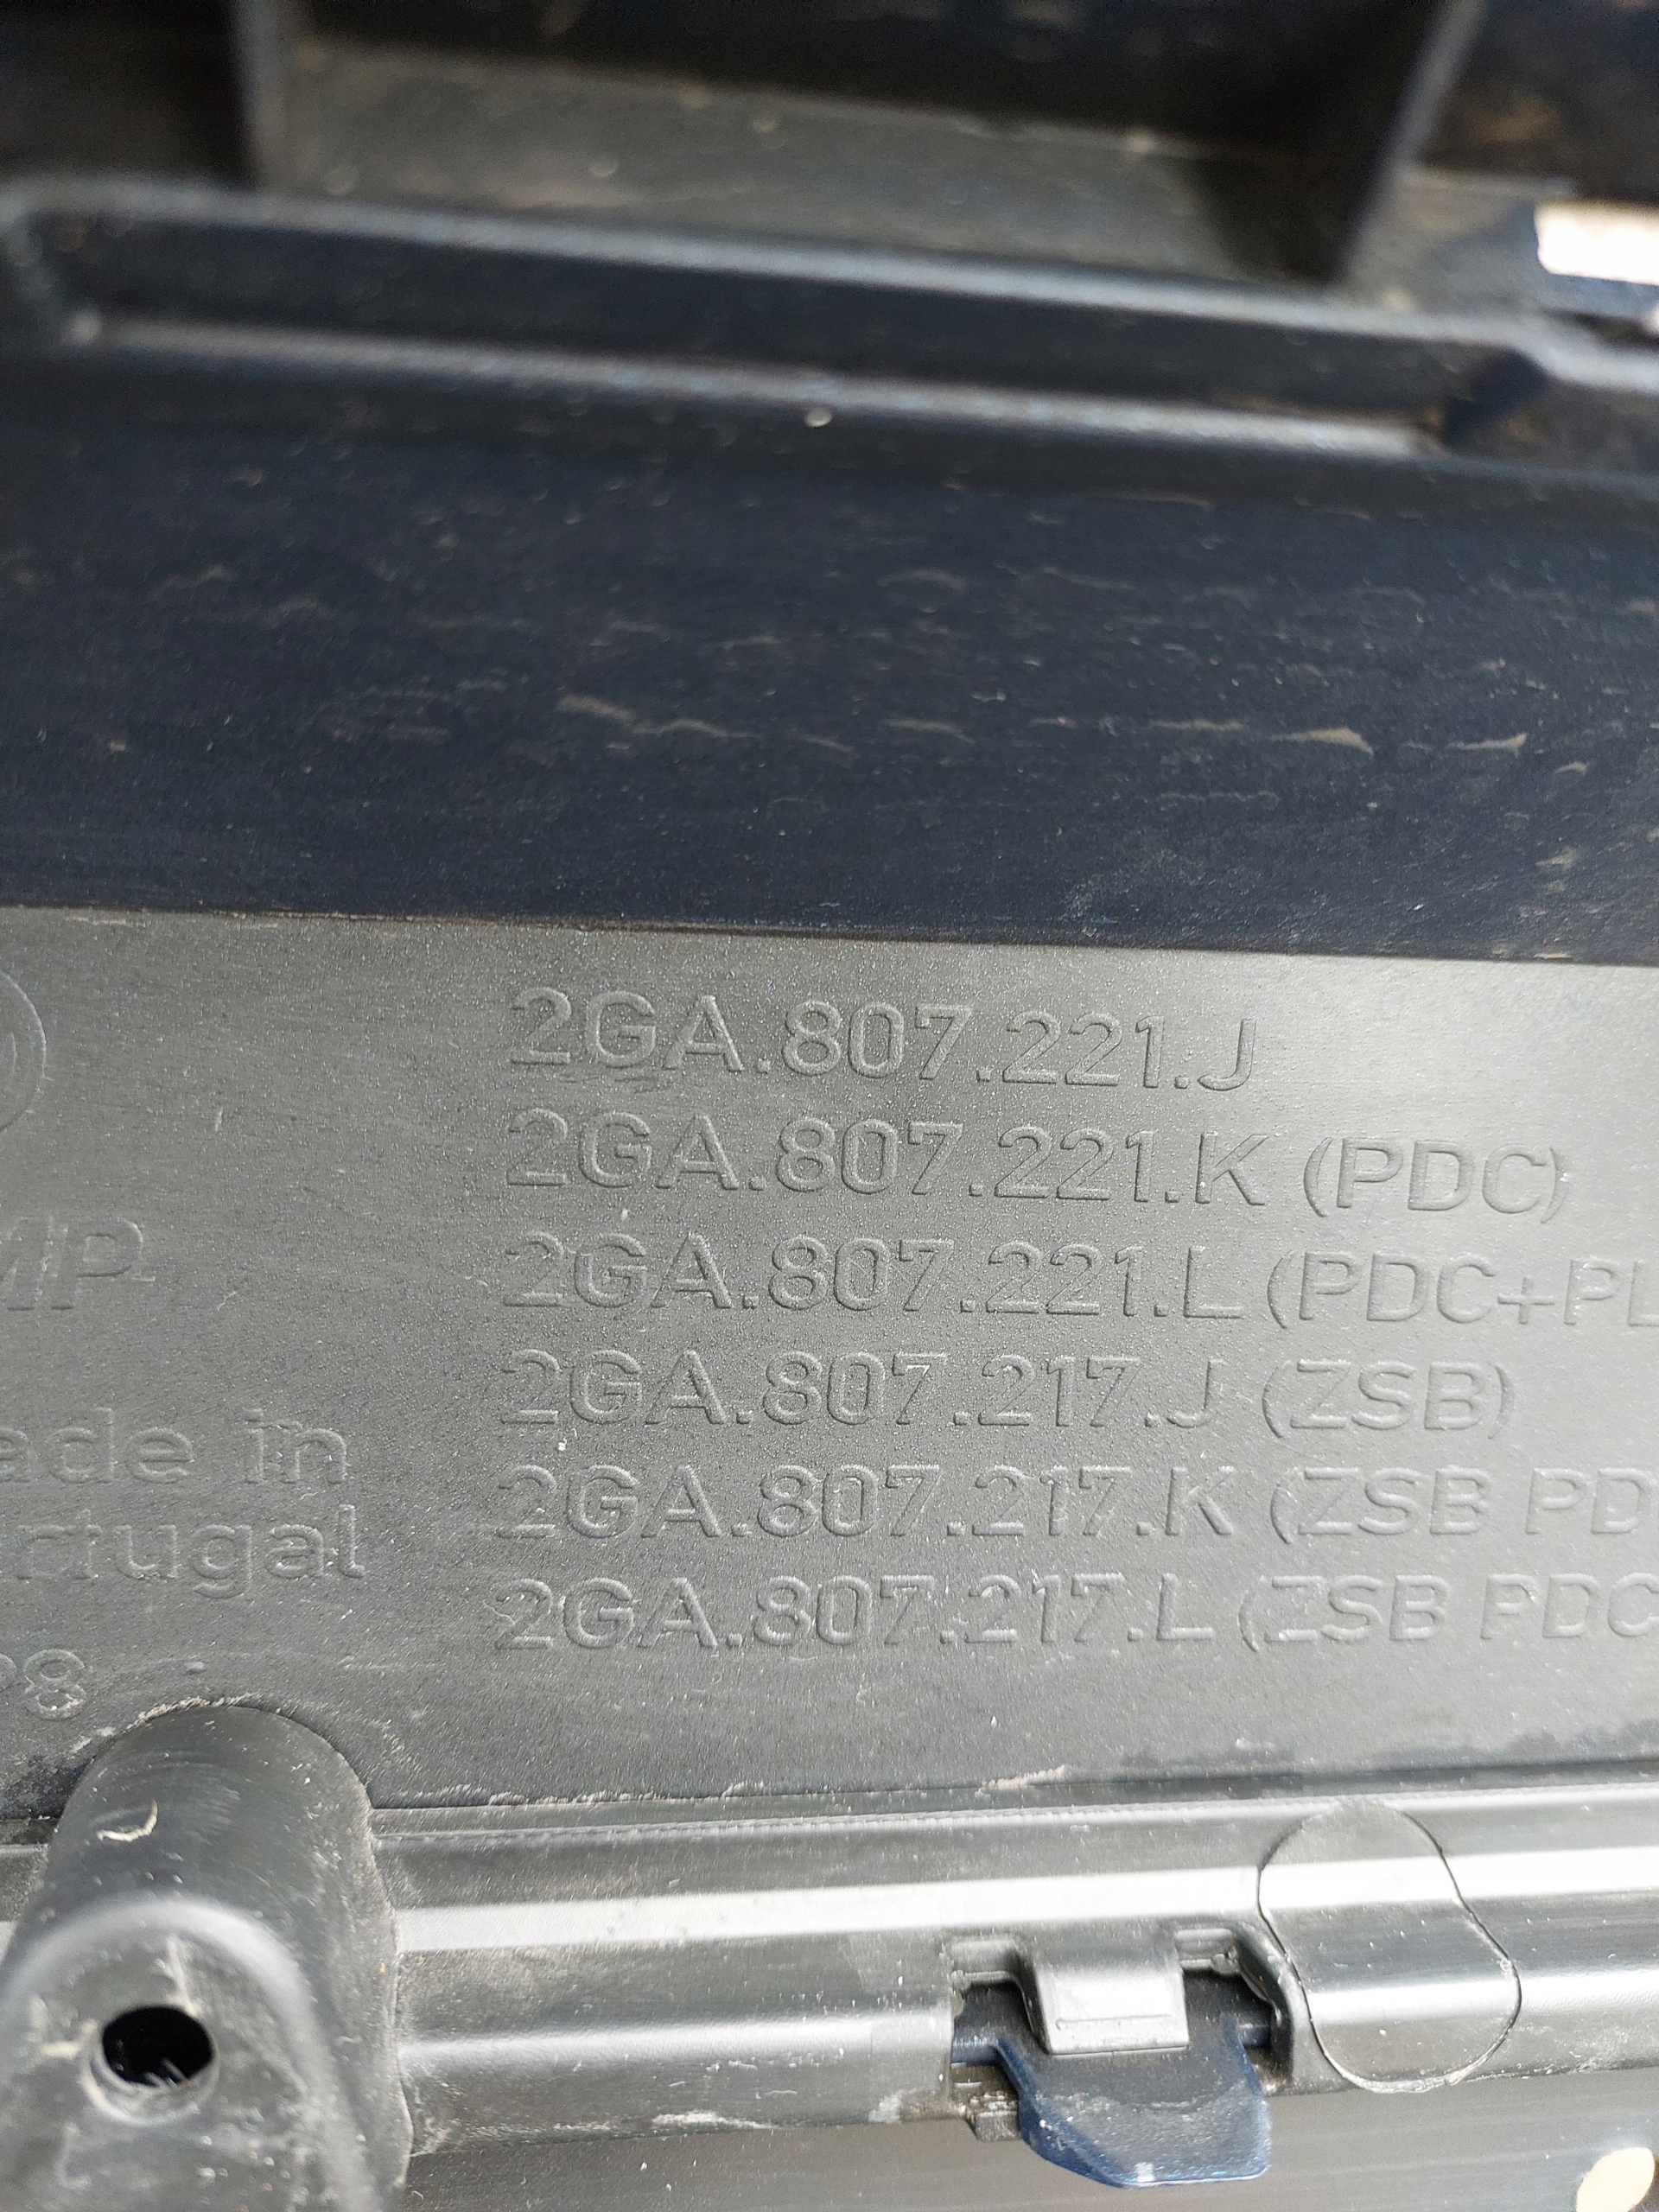 2GA.807.221.J
2GA.807.221.K (PDC)
2GA.807.221.L (PDC+PL
2GA.807.217.J (ZSB)
2GA.807.217.K (ZSB PD
2GA.807.217.L (ZSB PDC
MP
ade in
rtugal